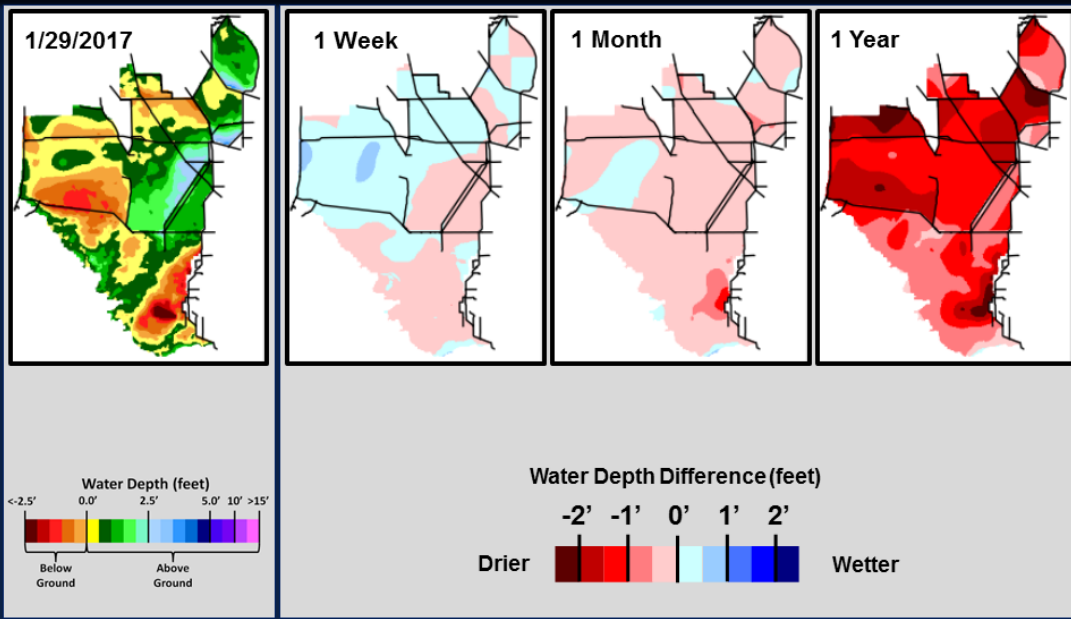 1/29/2017
1 Week
1 Month
1 Year
Water Depth (feet)
<-2.5' 0.0' 2.5' 5.0' 10' >15'
Below
Ground
Above
Ground
Water Depth Difference (feet)
-2’ -1’ 0’ 1’ 2’
Drier
Wetter